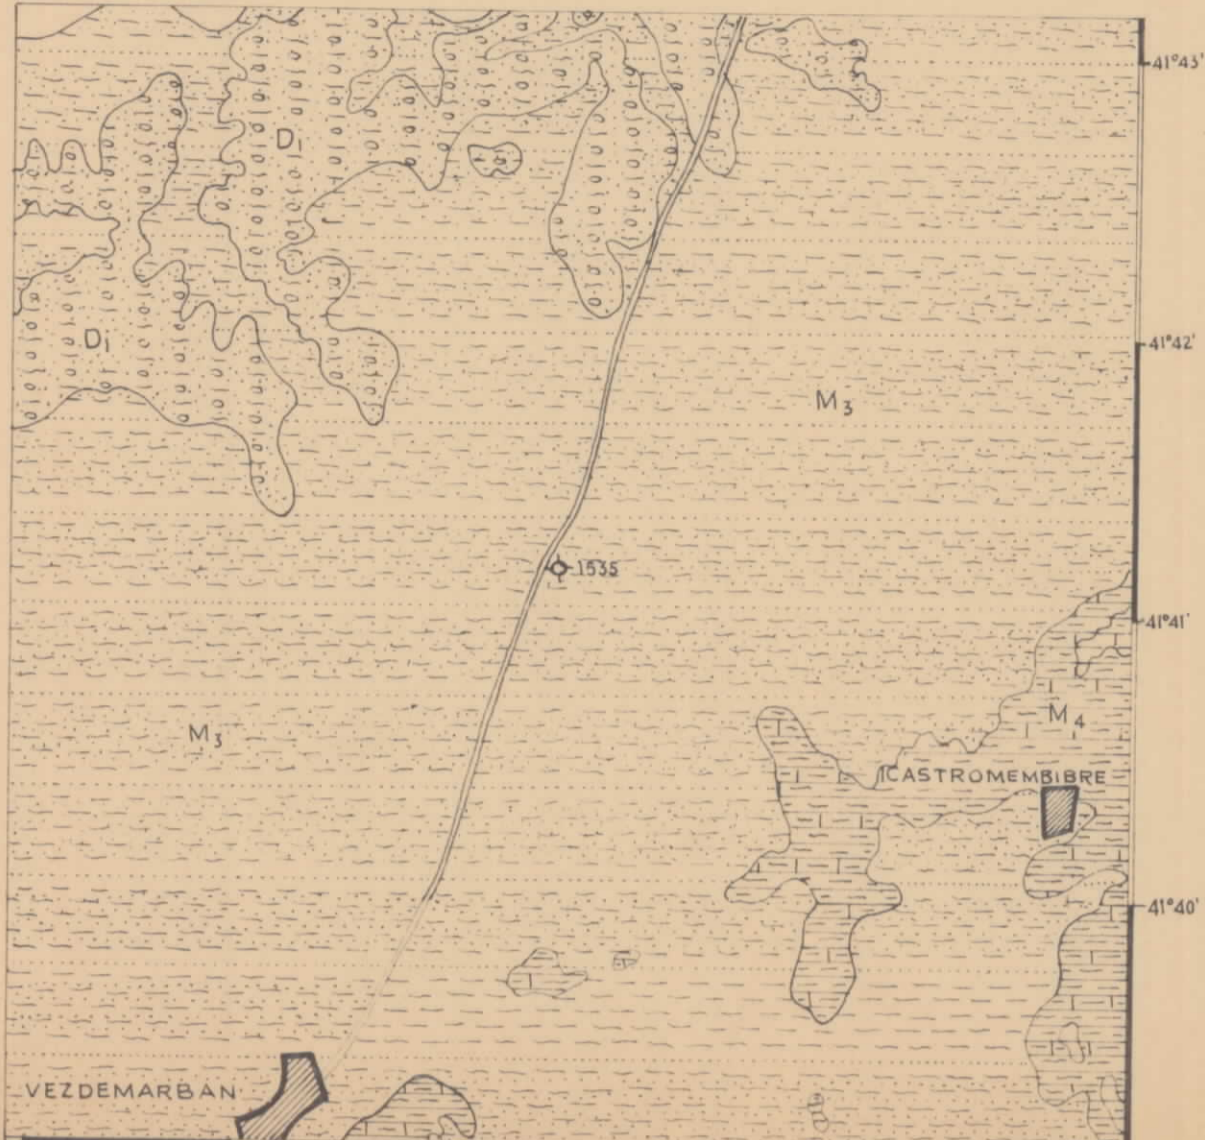 41°43'
D₁
D₁
41°42'
M₃
1535
41°41'
M₄
M₃
CASTROMEMBIBRE
41°40'
VEZDEMARBAN